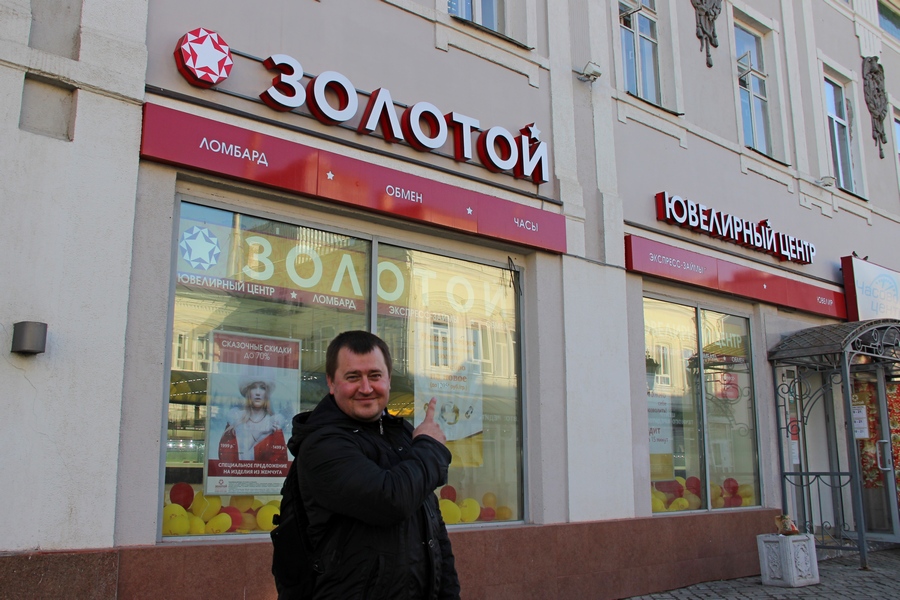 ЗОЛОТОЙ
ЛОМБАРД
ОБМЕН
ЧАСЫ
ЗОЛОТОЙ
ЮВЕЛИРНЫЙ ЦЕНТР
ЛОМБАРД
СКАЗОЧНЫЕ СКИДКИ
ДО 70%
СПЕЦИАЛЬНОЕ ПРЕДЛОЖЕНИЕ
НА ИЗДЕЛИЯ ИЗ ЖЕМЧУГА
ЮВЕЛИРНЫЙ ЦЕНТР
ЭКСПРЕСС-ЗАЙМЫ
ЮВЕЛИР
ЦЕНТР